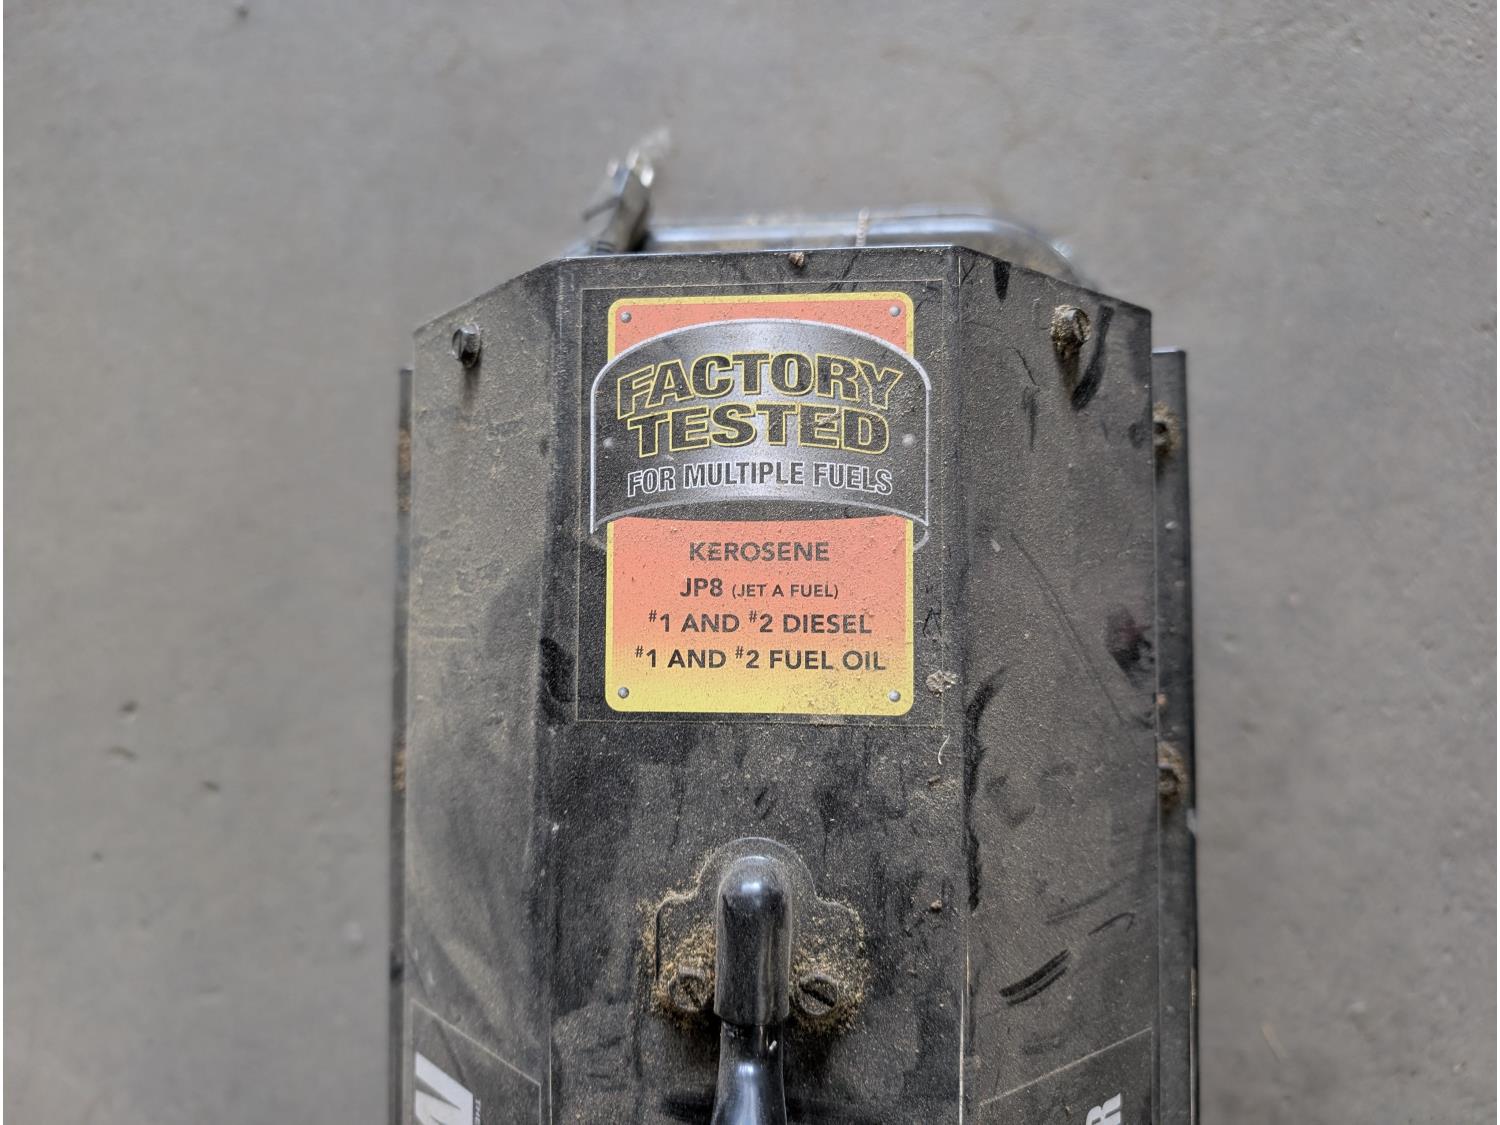 FACTORY
TESTED
FOR MULTIPLE FUELS
KEROSENE
JP8 (JET A FUEL)
#1 AND #2 DIESEL
#1 AND #2 FUEL OIL
R